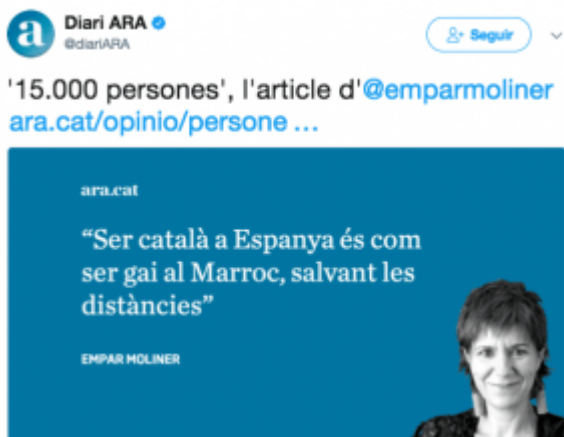 a Diari ARA
@diariARA
Seguir
'15.000 persones', l'article d'@emparmoliner
ara.cat/opinio/persone ...
ara.cat
“Ser català a Espanya és com
ser gai al Marroc, salvant les
distàncies”
EMPAR MOLINER